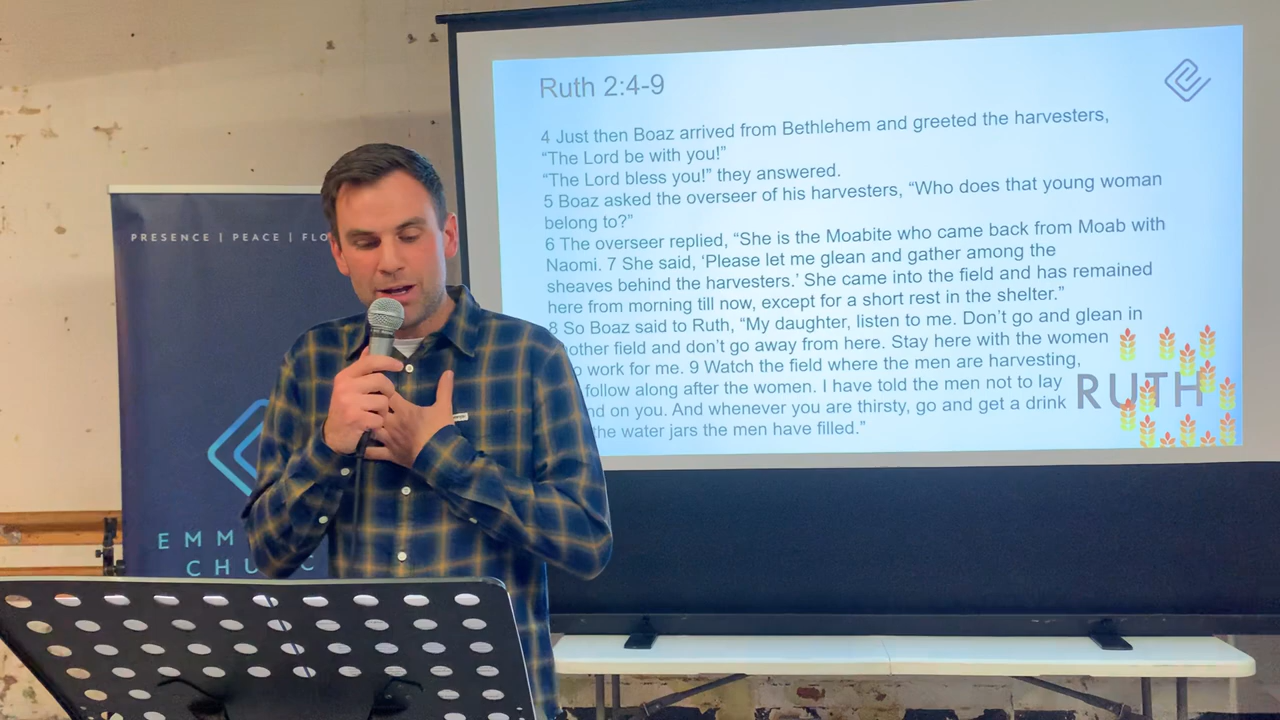 Ruth 2:4-9
4 Just then Boaz arrived from Bethlehem and greeted the harvesters,
“The Lord be with you!”
“The Lord bless you!” they answered.
5 Boaz asked the overseer of his harvesters, “Who does that young woman
belong to?”
6 The overseer replied, “She is the Moabite who came back from Moab with
Naomi. 7 She said, ‘Please let me glean and gather among the
sheaves behind the harvesters.’ She came into the field and has remained
here from morning till now, except for a short rest in the shelter.”
8 So Boaz said to Ruth, “My daughter, listen to me. Don’t go and glean in
other field and don’t go away from here. Stay here with the women
work for me. 9 Watch the field where the men are harvesting,
follow along after the women. I have told the men not to lay
on you. And whenever you are thirsty, go and get a drink
the water jars the men have filled.”
RUTH
PRESENCE | PEACE | FLO
EMM
CHU